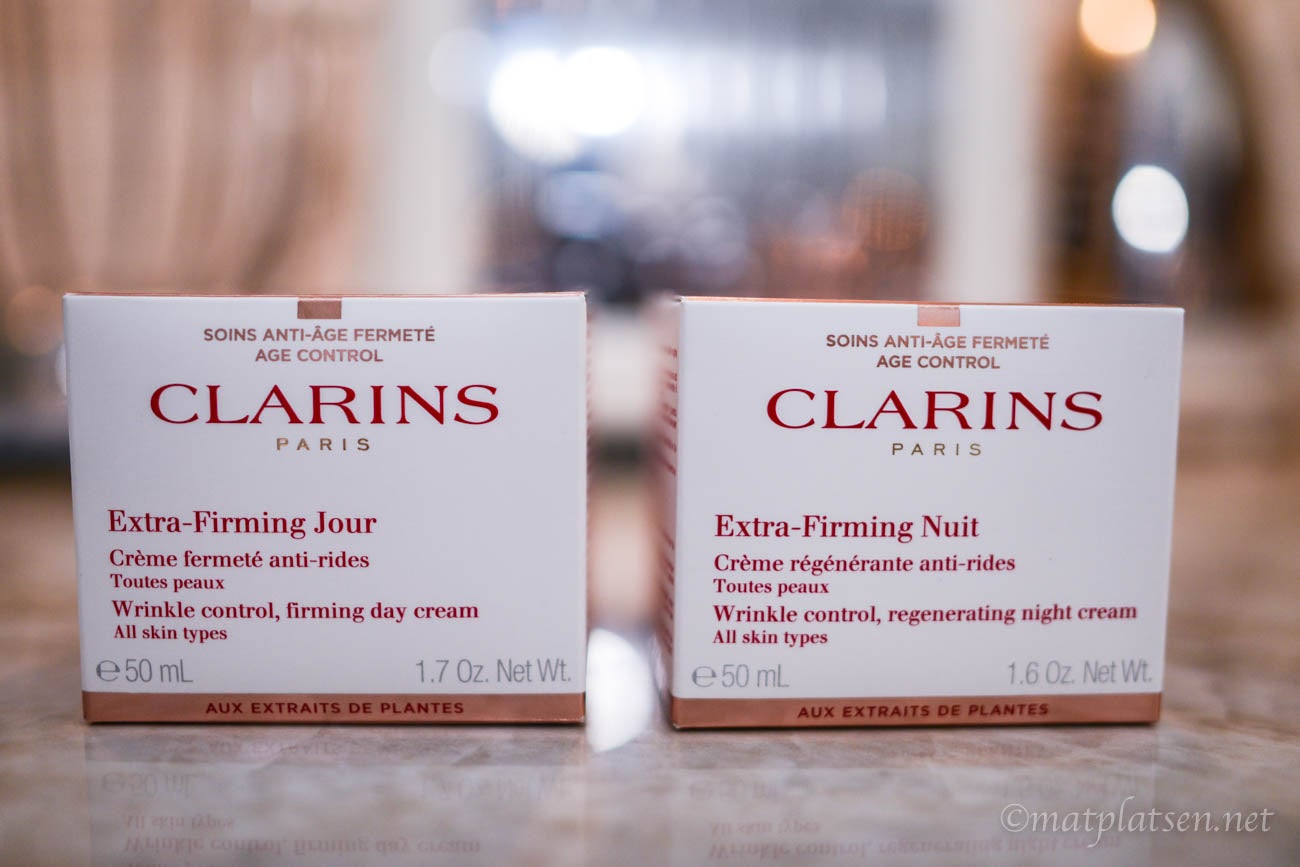 SOINS ANTI-ÂGE FERMETÉ
AGE CONTROL
CLARINS
PARIS
Extra-Firming Jour
Crème fermeté anti-rides
Toutes peaux
Wrinkle control, firming day cream
All skin types
℮ 50 mL 1.7 Oz. Net Wt.
AUX EXTRAITS DE PLANTES
SOINS ANTI-ÂGE FERMETÉ
AGE CONTROL
CLARINS
PARIS
Extra-Firming Nuit
Crème régénérante anti-rides
Toutes peaux
Wrinkle control, regenerating night cream
All skin types
℮ 50 mL 1.6 Oz. Net Wt.
AUX EXTRAITS DE PLANTES
©matplatsen.net